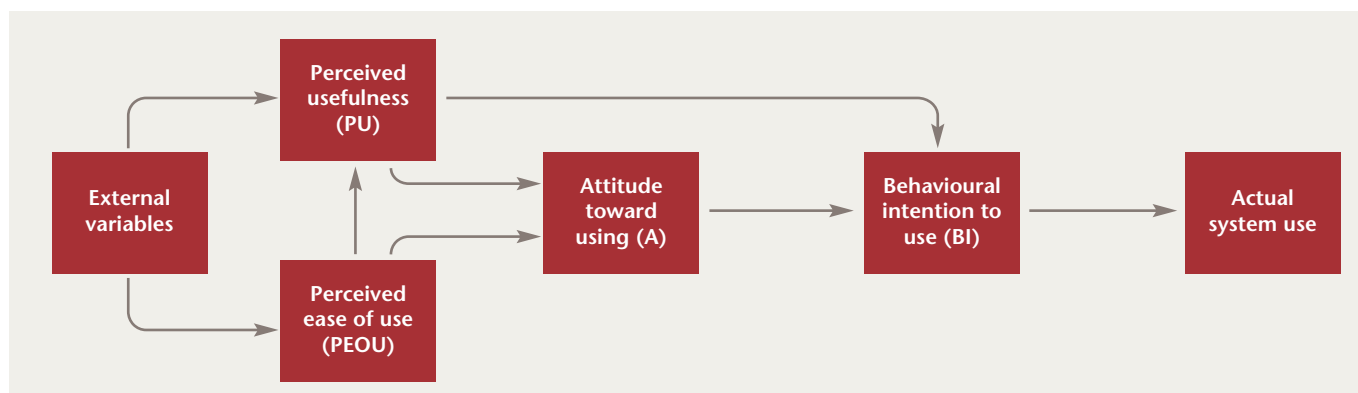 Perceived
usefulness
(PU)
External
variables
Perceived
ease of use
(PEOU)
Attitude
toward
using (A)
Behavioural
intention to
use (BI)
Actual
system use